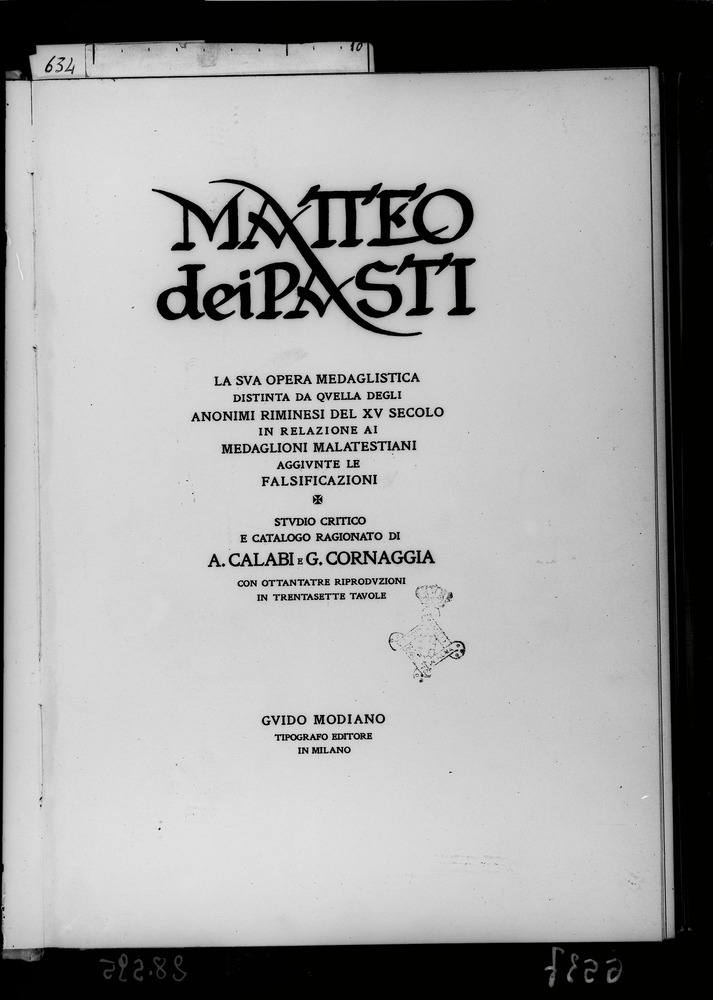 634
10
MATTEO
dei PASTI
LA SVA OPERA MEDAGLISTICA
DISTINTA DA QVELLA DEGLI
ANONIMI RIMINESI DEL XV SECOLO
IN RELAZIONE AI
MEDAGLIONI MALATESTIANI
AGGIVNTE LE
FALSIFICAZIONI
STVDIO CRITICO
E CATALOGO RAGIONATO DI
A. CALABI E G. CORNAGGIA
CON OTTANTATRE RIPRODVZIONI
IN TRENTASETTE TAVOLE
GVIDO MODIANO
TIPOGRAFO EDITORE
IN MILANO